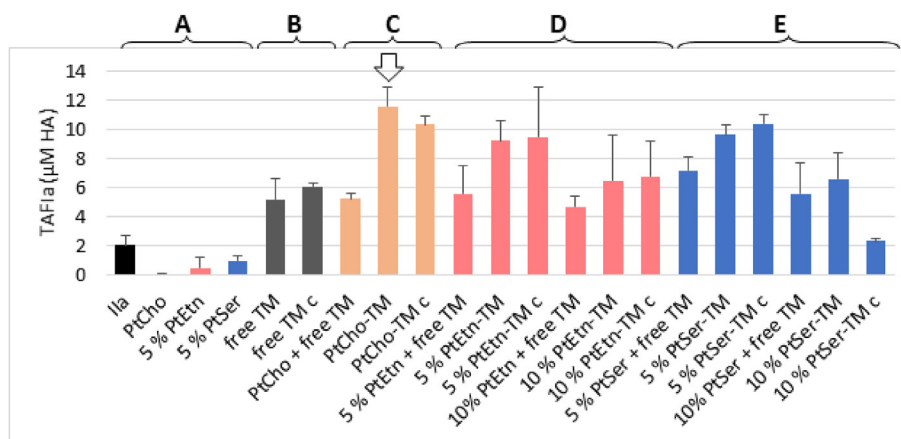 A B C D E
TAFIa (µM HA)
14
12
10
8
6
4
2
0
IIa
PtCho
5 % PtEtn
5 % PtSer
free TM
free TM c
PtCho + free TM
PtCho-TM
PtCho-TM c
5 % PtEtn + free TM
5 % PtEtn-TM
5 % PtEtn-TM c
10% PtEtn + free TM
10 % PtEtn-TM
10 % PtEtn-TM c
5 % PtSer + free TM
5 % PtSer-TM
5 % PtSer-TM c
10% PtSer + free TM
10 % PtSer-TM
10 % PtSer-TM c